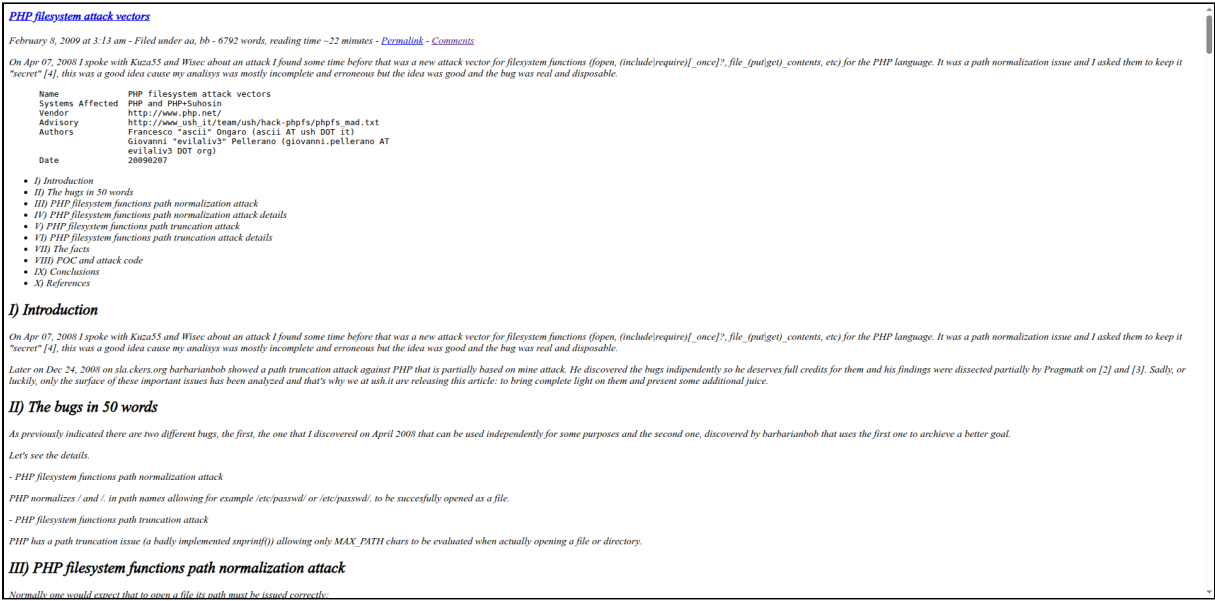 PHP filesystem attack vectors
February 8, 2009 at 3:13 am - Filed under aa, bb - 6792 words, reading time ~22 minutes - Permalink - Comments
On Apr 07, 2008 I spoke with Kuza55 and Wisec about an attack I found some time before that was a new attack vector for filesystem functions (fopen, (include|require)[_once]?, file_(put|get)_contents, etc) for the PHP language. It was a path normalization issue and I asked them to keep it
"secret" [4], this was a good idea cause my analisys was mostly incomplete and erroneous but the idea was good and the bug was real and disposable.
Name PHP filesystem attack vectors
Systems Affected PHP and PHP+Suhosin
Vendor http://www.php.net/
Advisory http://www_ush_it/team/ush/hack-phpfs/phpfs_mad.txt
Authors Francesco "ascii" Ongaro (ascii AT ush DOT it)
Giovanni "evilaliv3" Pellerano (giovanni.pellerano AT
evilaliv3 DOT org)
Date 20090207
• I) Introduction
• II) The bugs in 50 words
• III) PHP filesystem functions path normalization attack
• IV) PHP filesystem functions path normalization attack details
• V) PHP filesystem functions path truncation attack
• VI) PHP filesystem functions path truncation attack details
• VII) The facts
• VIII) POC and attack code
• IX) Conclusions
• X) References
I) Introduction
On Apr 07, 2008 I spoke with Kuza55 and Wisec about an attack I found some time before that was a new attack vector for filesystem functions (fopen, (include|require)[_once]?, file_(put|get)_contents, etc) for the PHP language. It was a path normalization issue and I asked them to keep it
"secret" [4], this was a good idea cause my analisys was mostly incomplete and erroneous but the idea was good and the bug was real and disposable.
Later on Dec 24, 2008 on sla.ckers.org barbarianbob showed a path truncation attack against PHP that is partially based on mine attack. He discovered the bugs indipendently so he deserves full credits for them and his findings were dissected partially by Pragmatk on [2] and [3]. Sadly, or
luckily, only the surface of these important issues has been analyzed and that's why we at ush.it are releasing this article: to bring complete light on them and present some additional juice.
II) The bugs in 50 words
As previously indicated there are two different bugs, the first, the one that I discovered on April 2008 that can be used independently for some purposes and the second one, discovered by barbarianbob that uses the first one to archieve a better goal.
Let's see the details.
- PHP filesystem functions path normalization attack
PHP normalizes / and /. in path names allowing for example /etc/passwd/ or /etc/passwd/. to be succesfully opened as a file.
- PHP filesystem functions path truncation attack
PHP has a path truncation issue (a badly implemented snprintf()) allowing only MAX_PATH chars to be evaluated when actually opening a file or directory.
III) PHP filesystem functions path normalization attack
Normally one would expect that to open a file its path must be issued correctly: